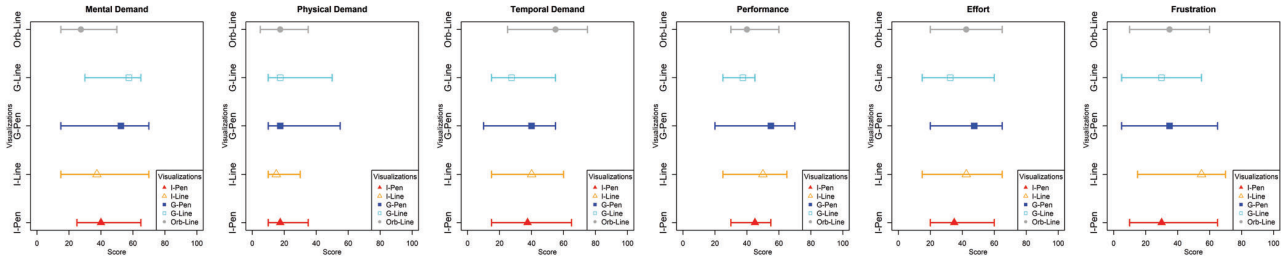 Mental Demand
Visualizations
Orb-Line
G-Line
G-Pen
I-Line
I-Pen
0 20 40 60 80 100
Score
Visualizations
I-Pen
I-Line
G-Pen
G-Line
Orb-Line
Physical Demand
Visualizations
Orb-Line
G-Line
G-Pen
I-Line
I-Pen
0 20 40 60 80 100
Score
Visualizations
I-Pen
I-Line
G-Pen
G-Line
Orb-Line
Temporal Demand
Visualizations
Orb-Line
G-Line
G-Pen
I-Line
I-Pen
0 20 40 60 80 100
Score
Visualizations
I-Pen
I-Line
G-Pen
G-Line
Orb-Line
Performance
Visualizations
Orb-Line
G-Line
G-Pen
I-Line
I-Pen
0 20 40 60 80 100
Score
Visualizations
I-Pen
I-Line
G-Pen
G-Line
Orb-Line
Effort
Visualizations
Orb-Line
G-Line
G-Pen
I-Line
I-Pen
0 20 40 60 80 100
Score
Visualizations
I-Pen
I-Line
G-Pen
G-Line
Orb-Line
Frustration
Visualizations
Orb-Line
G-Line
G-Pen
I-Line
I-Pen
0 20 40 60 80 100
Score
Visualizations
I-Pen
I-Line
G-Pen
G-Line
Orb-Line